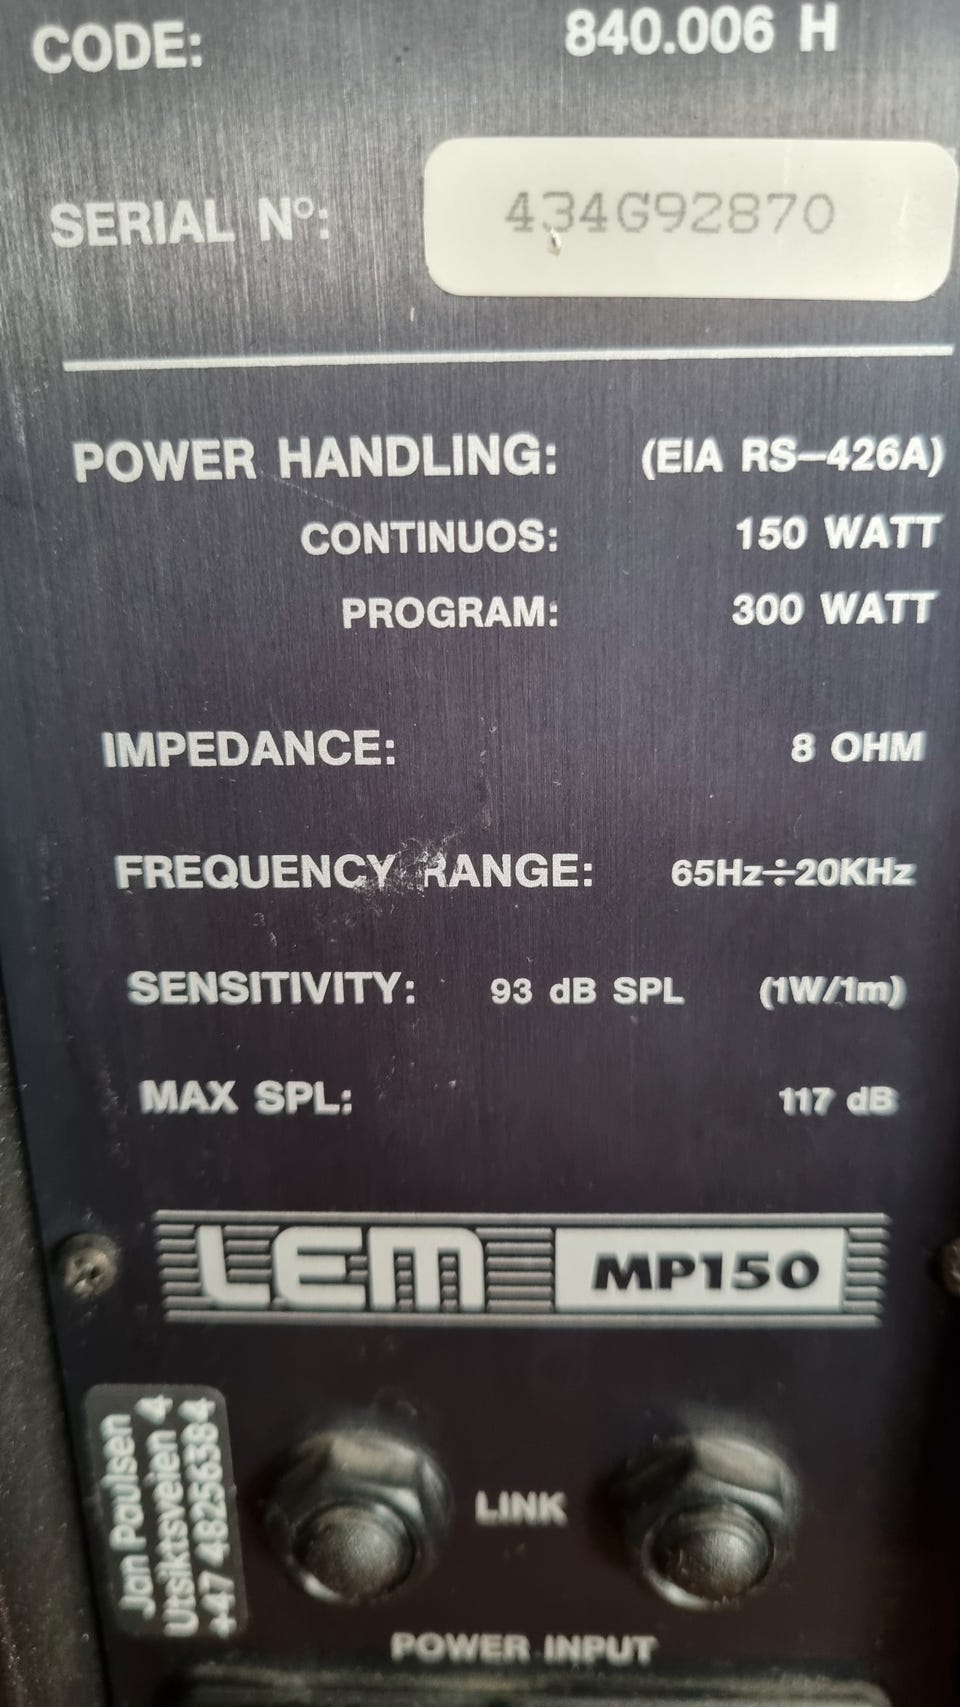 CODE: 840.006 H
SERIAL N°: 434G92870
POWER HANDLING: (EIA RS-426A)
CONTINUOS: 150 WATT
PROGRAM: 300 WATT
IMPEDANCE: 8 OHM
FREQUENCY RANGE: 65Hz÷20KHz
SENSITIVITY: 93 dB SPL (1W/1m)
MAX SPL: 117 dB
LEM MP150
Jan Paulsen
Utsiktsveien 4
+47 48256384
LINK
POWER INPUT